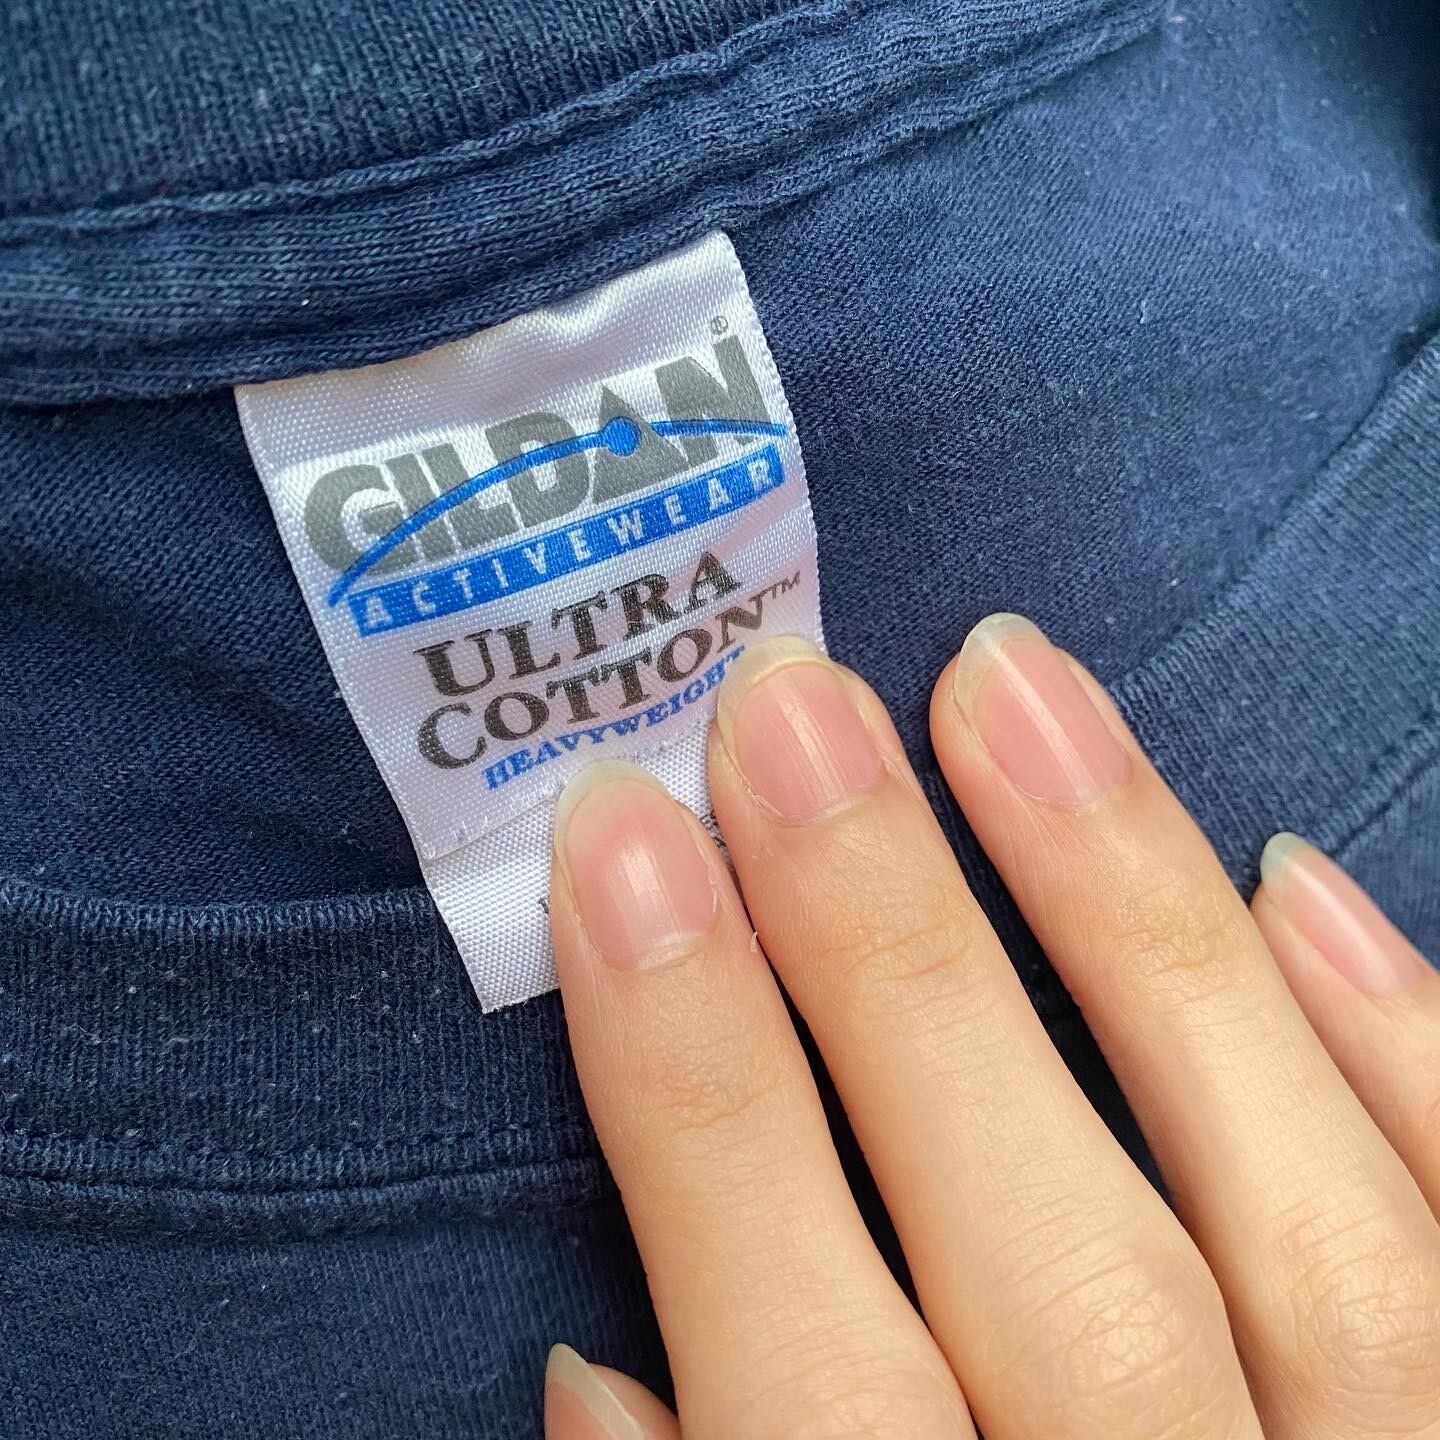 GILDAN®
ACTIVEWEAR
ULTRA
COTTON™
HEAVYWEIGHT